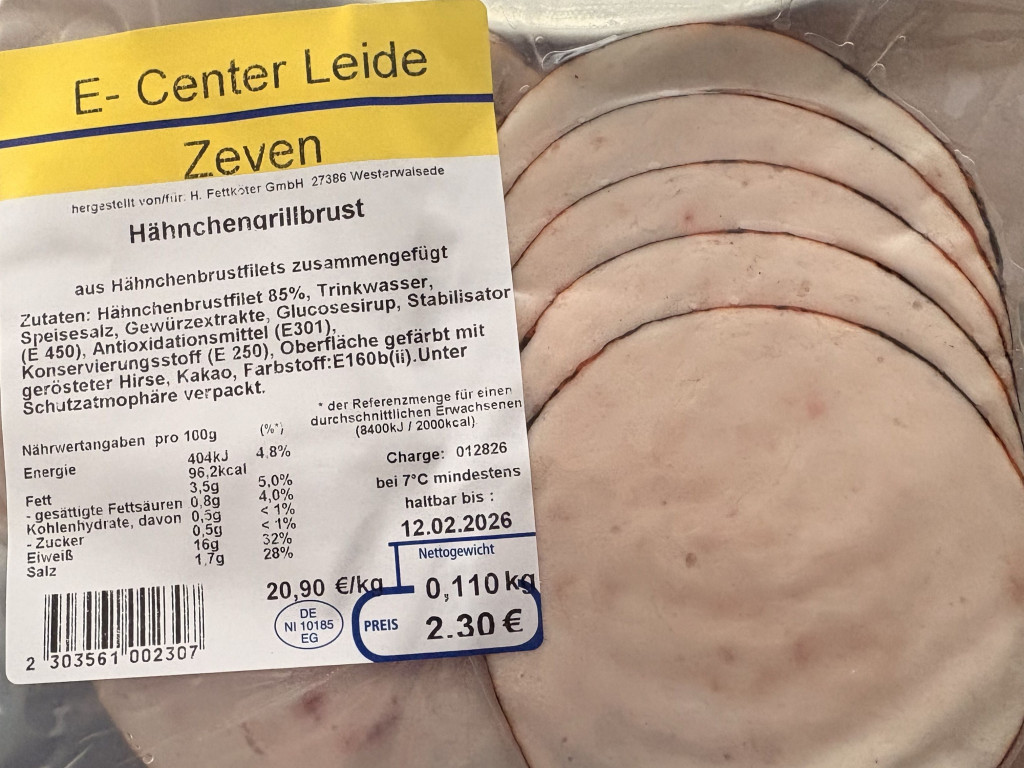 E- Center Leide
Zeven
hergestellt von/für: H. Fettköter GmbH 27386 Westerwalsede
Hähnchengrillbrust
aus Hähnchenbrustfilets zusammengefügt
Zutaten: Hähnchenbrustfilet 85%, Trinkwasser,
Speisesalz, Gewürzextrakte, Glucosesirup, Stabilisator
(E 450), Antioxidationsmittel (E301),
Konservierungsstoff (E 250), Oberfläche gefärbt mit
gerösteter Hirse, Kakao, Farbstoff:E160b(ii).Unter
Schutzatmophäre verpackt.
* der Referenzmenge für einen
durchschnittlichen Erwachsenen
(8400kJ / 2000kcal)
Nährwertangaben pro 100g (%*)
Energie 404kJ 4,8%
96,2kcal
Fett 3,5g 5,0%
- gesättigte Fettsäuren 0,8g 4,0%
Kohlenhydrate, davon 0,5g < 1%
- Zucker 0,5g < 1%
Eiweiß 16g 32%
Salz 1,7g 28%
Charge: 012826
bei 7°C mindestens
haltbar bis :
12.02.2026
Nettogewicht
20,90 €/kg 0,110 kg
DE
NI 10185
EG
PREIS 2.30 €
2 303561 002307